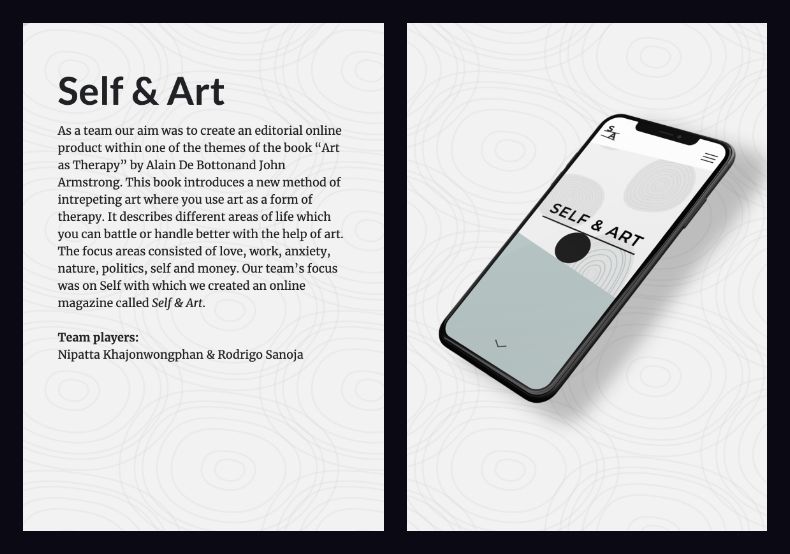 Self & Art
As a team our aim was to create an editorial online
product within one of the themes of the book “Art
as Therapy” by Alain De Bottonand John
Armstrong. This book introduces a new method of
intrepeting art where you use art as a form of
therapy. It describes different areas of life which
you can battle or handle better with the help of art.
The focus areas consisted of love, work, anxiety,
nature, politics, self and money. Our team’s focus
was on Self with which we created an online
magazine called Self & Art.
Team players:
Nipatta Khajonwongphan & Rodrigo Sanoja
S
A
SELF & ART